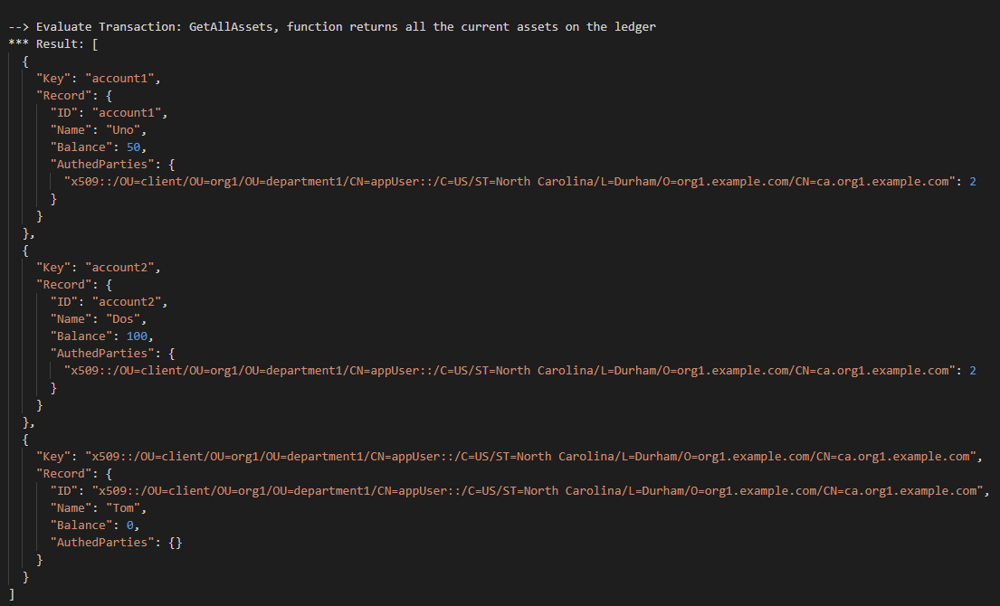 --> Evaluate Transaction: GetAllAssets, function returns all the current assets on the ledger
*** Result: [
  {
    "Key": "account1",
    "Record": {
      "ID": "account1",
      "Name": "Uno",
      "Balance": 50,
      "AuthedParties": {
        "x509::/OU=client/OU=org1/OU=department1/CN=appUser::/C=US/ST=North Carolina/L=Durham/O=org1.example.com/CN=ca.org1.example.com": 2
      }
    }
  },
  {
    "Key": "account2",
    "Record": {
      "ID": "account2",
      "Name": "Dos",
      "Balance": 100,
      "AuthedParties": {
        "x509::/OU=client/OU=org1/OU=department1/CN=appUser::/C=US/ST=North Carolina/L=Durham/O=org1.example.com/CN=ca.org1.example.com": 2
      }
    }
  },
  {
    "Key": "x509::/OU=client/OU=org1/OU=department1/CN=appUser::/C=US/ST=North Carolina/L=Durham/O=org1.example.com/CN=ca.org1.example.com",
    "Record": {
      "ID": "x509::/OU=client/OU=org1/OU=department1/CN=appUser::/C=US/ST=North Carolina/L=Durham/O=org1.example.com/CN=ca.org1.example.com",
      "Name": "Tom",
      "Balance": 0,
      "AuthedParties": {}
    }
  }
]